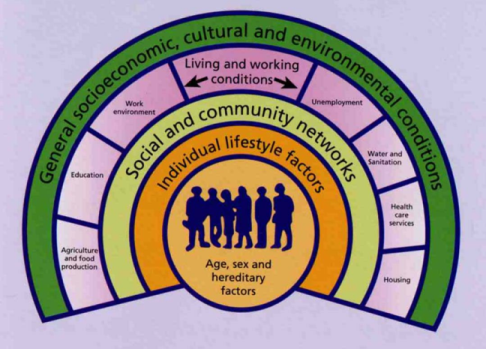 General socioeconomic, cultural and environmental conditions
Living and working
conditions
Work
environment
Unemployment
Education
Water and
Sanitation
Agriculture
and food
production
Health
care
services
Housing
Social and community networks
Individual lifestyle factors
Age, sex and
hereditary
factors